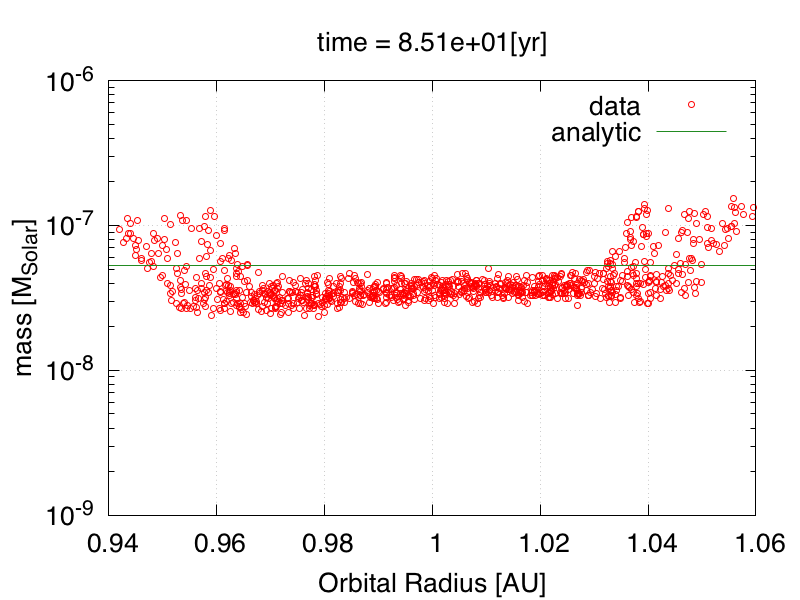 time = 8.51e+01[yr]
data
analytic
mass [M_Solar]
10^-6
10^-7
10^-8
10^-9
0.94 0.96 0.98 1 1.02 1.04 1.06
Orbital Radius [AU]